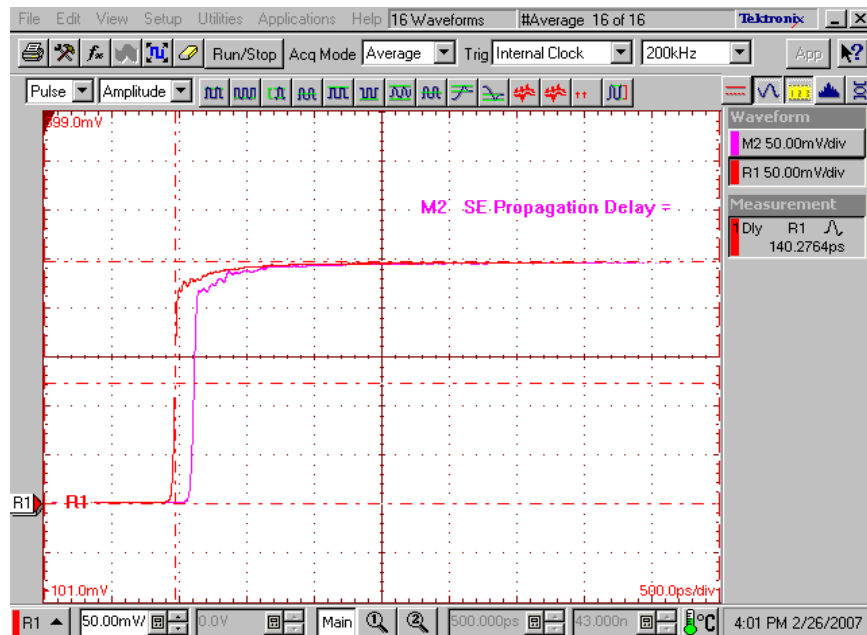 File Edit View Setup Utilities Applications Help 16 Waveforms #Average 16 of 16 Tektronix
Run/Stop Acq Mode Average Trig Internal Clock 200kHz App
Pulse Amplitude
Waveform
M2 50.00mV/div
R1 50.00mV/div
Measurement
1 Dly R1
140.2764ps
399.0mV
M2 SE Propagation Delay =
R1
R1
-101.0mV
500.0ps/div
R1 50.00mV/ 0.0V Main 1 2 500.000ps 43.000n °C 4:01 PM 2/26/2007